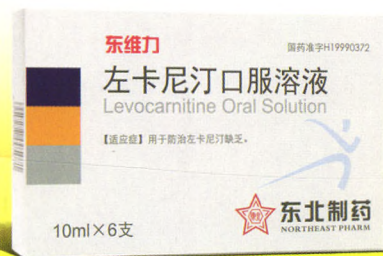 东维力
国药准字H19990372
左卡尼汀口服溶液
Levocarnitine Oral Solution
【适应症】用于防治左卡尼汀缺乏。
10ml×6支
东北制药
NORTHEAST PHARM